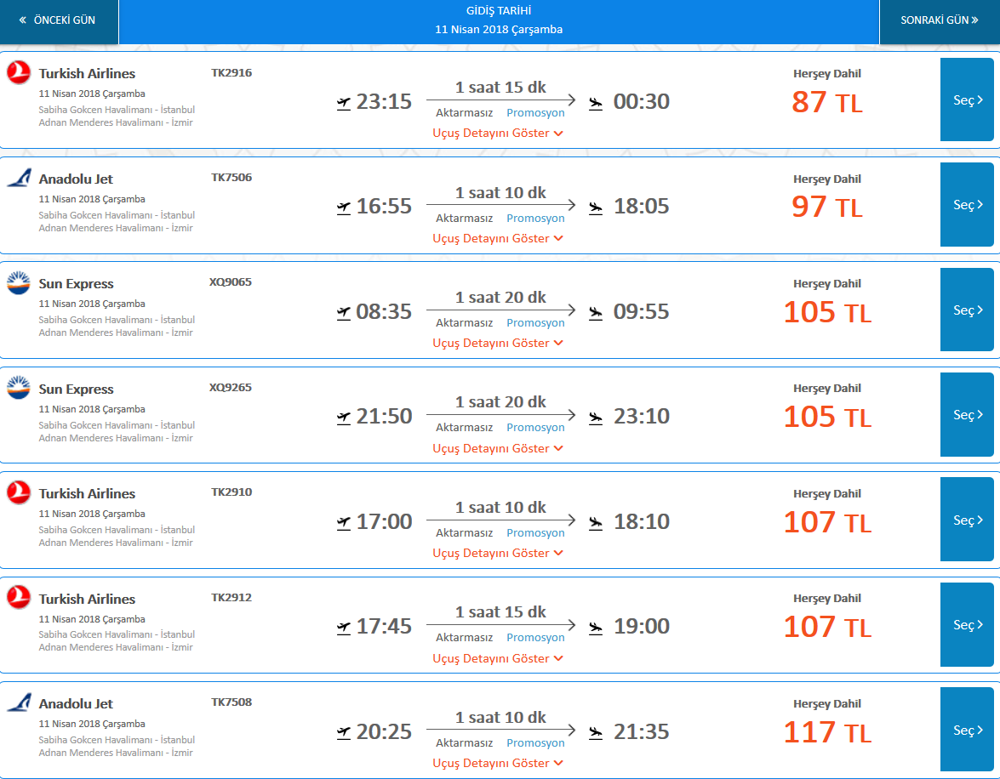 « ÖNCEKİ GÜN
GİDİŞ TARİHİ
11 Nisan 2018 Çarşamba
SONRAKİ GÜN »
Turkish Airlines TK2916
11 Nisan 2018 Çarşamba
Sabiha Gokcen Havalimanı - İstanbul
Adnan Menderes Havalimanı - İzmir
23:15
1 saat 15 dk
Aktarmasız Promosyon
Uçuş Detayını Göster
00:30
Herşey Dahil
87 TL
Seç
Anadolu Jet TK7506
11 Nisan 2018 Çarşamba
Sabiha Gokcen Havalimanı - İstanbul
Adnan Menderes Havalimanı - İzmir
16:55
1 saat 10 dk
Aktarmasız Promosyon
Uçuş Detayını Göster
18:05
Herşey Dahil
97 TL
Seç
Sun Express XQ9065
11 Nisan 2018 Çarşamba
Sabiha Gokcen Havalimanı - İstanbul
Adnan Menderes Havalimanı - İzmir
08:35
1 saat 20 dk
Aktarmasız Promosyon
Uçuş Detayını Göster
09:55
Herşey Dahil
105 TL
Seç
Sun Express XQ9265
11 Nisan 2018 Çarşamba
Sabiha Gokcen Havalimanı - İstanbul
Adnan Menderes Havalimanı - İzmir
21:50
1 saat 20 dk
Aktarmasız Promosyon
Uçuş Detayını Göster
23:10
Herşey Dahil
105 TL
Seç
Turkish Airlines TK2910
11 Nisan 2018 Çarşamba
Sabiha Gokcen Havalimanı - İstanbul
Adnan Menderes Havalimanı - İzmir
17:00
1 saat 10 dk
Aktarmasız Promosyon
Uçuş Detayını Göster
18:10
Herşey Dahil
107 TL
Seç
Turkish Airlines TK2912
11 Nisan 2018 Çarşamba
Sabiha Gokcen Havalimanı - İstanbul
Adnan Menderes Havalimanı - İzmir
17:45
1 saat 15 dk
Aktarmasız Promosyon
Uçuş Detayını Göster
19:00
Herşey Dahil
107 TL
Seç
Anadolu Jet TK7508
11 Nisan 2018 Çarşamba
Sabiha Gokcen Havalimanı - İstanbul
Adnan Menderes Havalimanı - İzmir
20:25
1 saat 10 dk
Aktarmasız Promosyon
Uçuş Detayını Göster
21:35
Herşey Dahil
117 TL
Seç